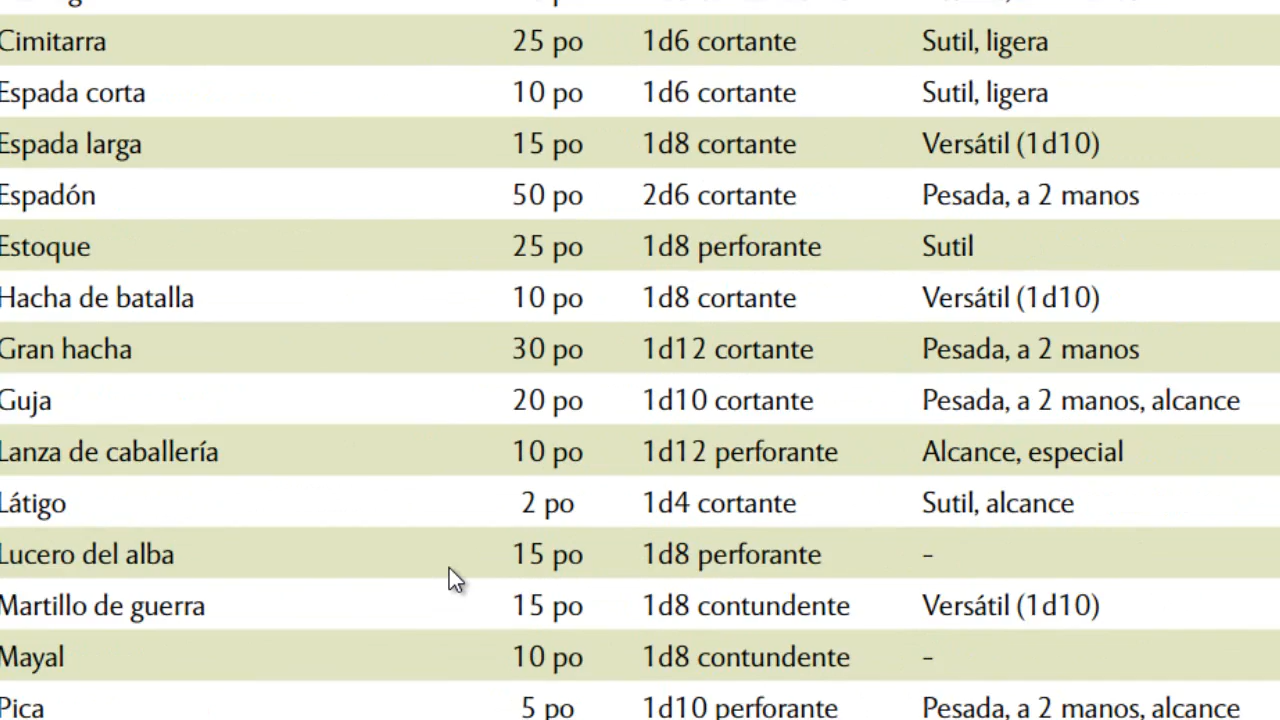 Cimitarra 25 po 1d6 cortante Sutil, ligera
Espada corta 10 po 1d6 cortante Sutil, ligera
Espada larga 15 po 1d8 cortante Versátil (1d10)
Espadón 50 po 2d6 cortante Pesada, a 2 manos
Estoque 25 po 1d8 perforante Sutil
Hacha de batalla 10 po 1d8 cortante Versátil (1d10)
Gran hacha 30 po 1d12 cortante Pesada, a 2 manos
Guja 20 po 1d10 cortante Pesada, a 2 manos, alcance
Lanza de caballería 10 po 1d12 perforante Alcance, especial
Látigo 2 po 1d4 cortante Sutil, alcance
Lucero del alba 15 po 1d8 perforante -
Martillo de guerra 15 po 1d8 contundente Versátil (1d10)
Mayal 10 po 1d8 contundente -
Pica 5 po 1d10 perforante Pesada, a 2 manos, alcance